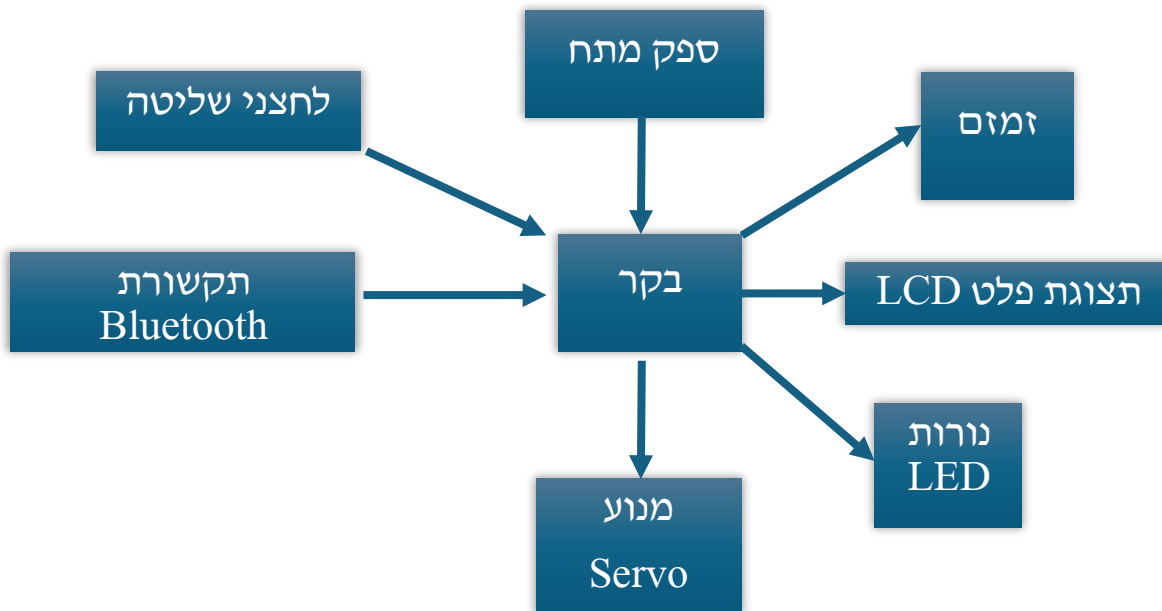 ספק מתח
לחצני שליטה
זמזם
תקשורת
Bluetooth
בקר
תצוגת פלט LCD
נורות
LED
מנוע
Servo